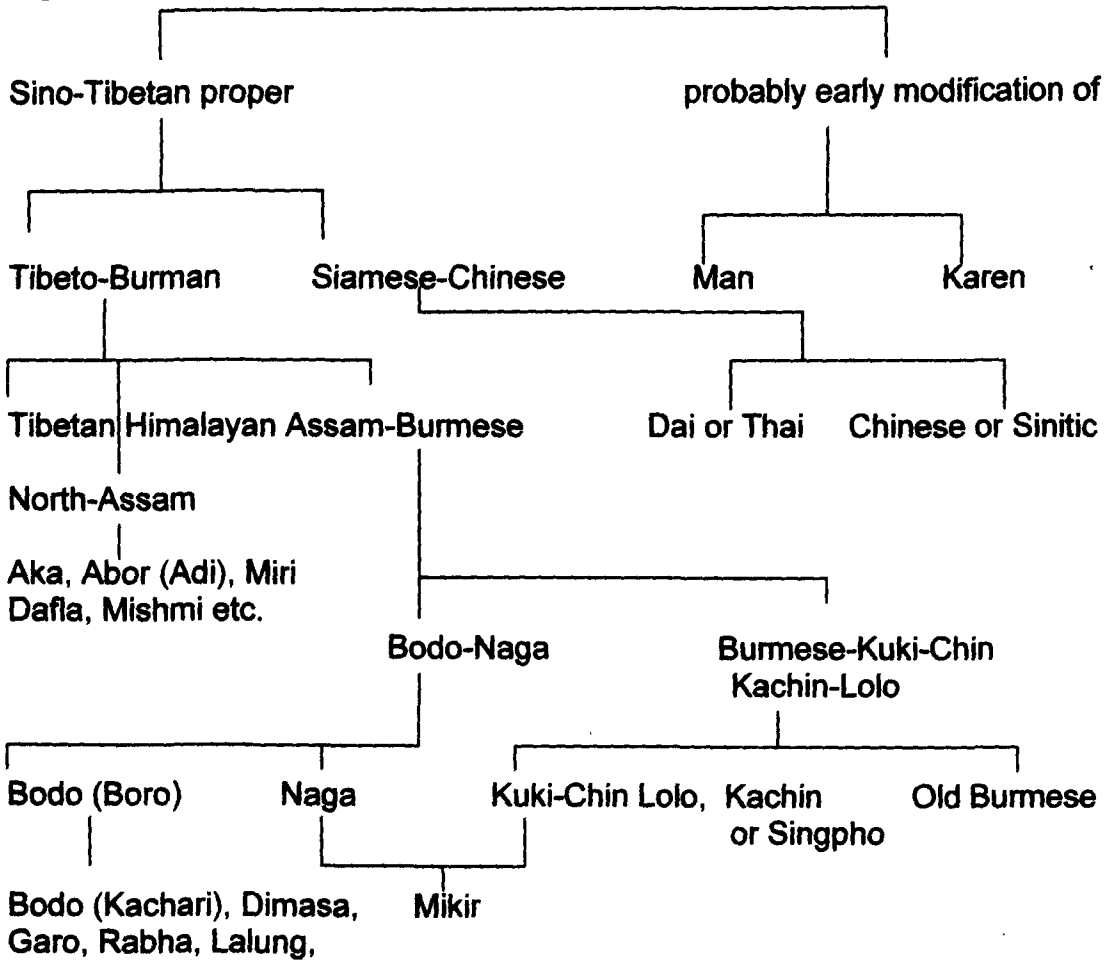 Sino-Tibetan proper
probably early modification of
Tibeto-Burman
Siamese-Chinese
Man
Karen
Tibetan Himalayan Assam-Burmese
Dai or Thai
Chinese or Sinitic
North-Assam
Aka, Abor (Adi), Miri
Dafla, Mishmi etc.
Bodo-Naga
Burmese-Kuki-Chin
Kachin-Lolo
Bodo (Boro)
Naga
Kuki-Chin Lolo,
Kachin
or Singpho
Old Burmese
Bodo (Kachari), Dimasa,
Garo, Rabha, Lalung,
Mikir